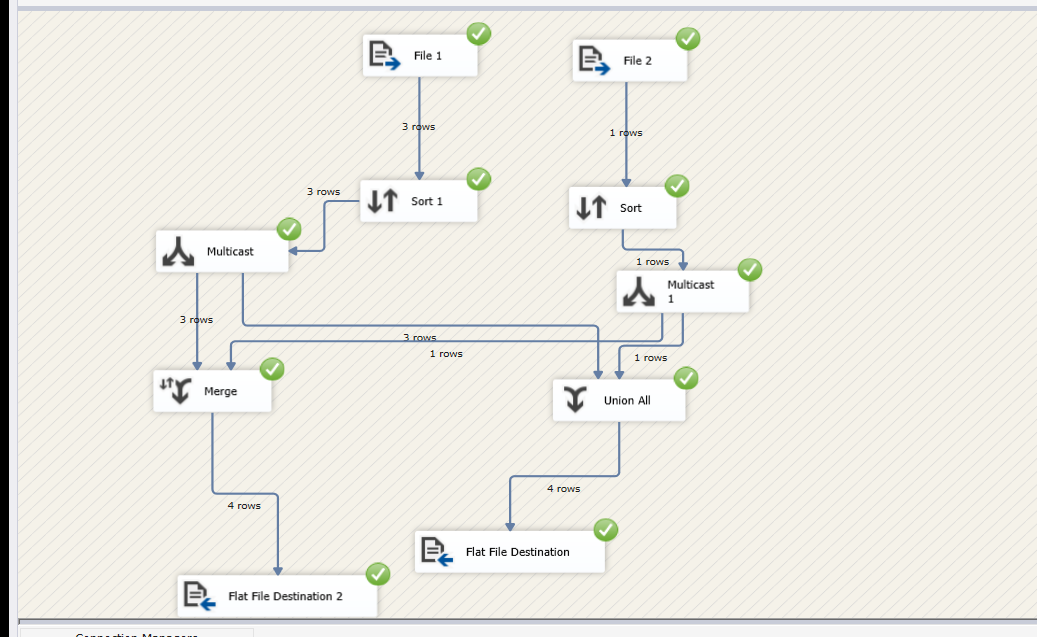 File 1
File 2
3 rows
1 rows
3 rows
Sort 1
Sort
Multicast
1 rows
Multicast
1
3 rows
3 rows
1 rows
1 rows
Merge
Union All
4 rows
4 rows
Flat File Destination
Flat File Destination 2
Connection Managers